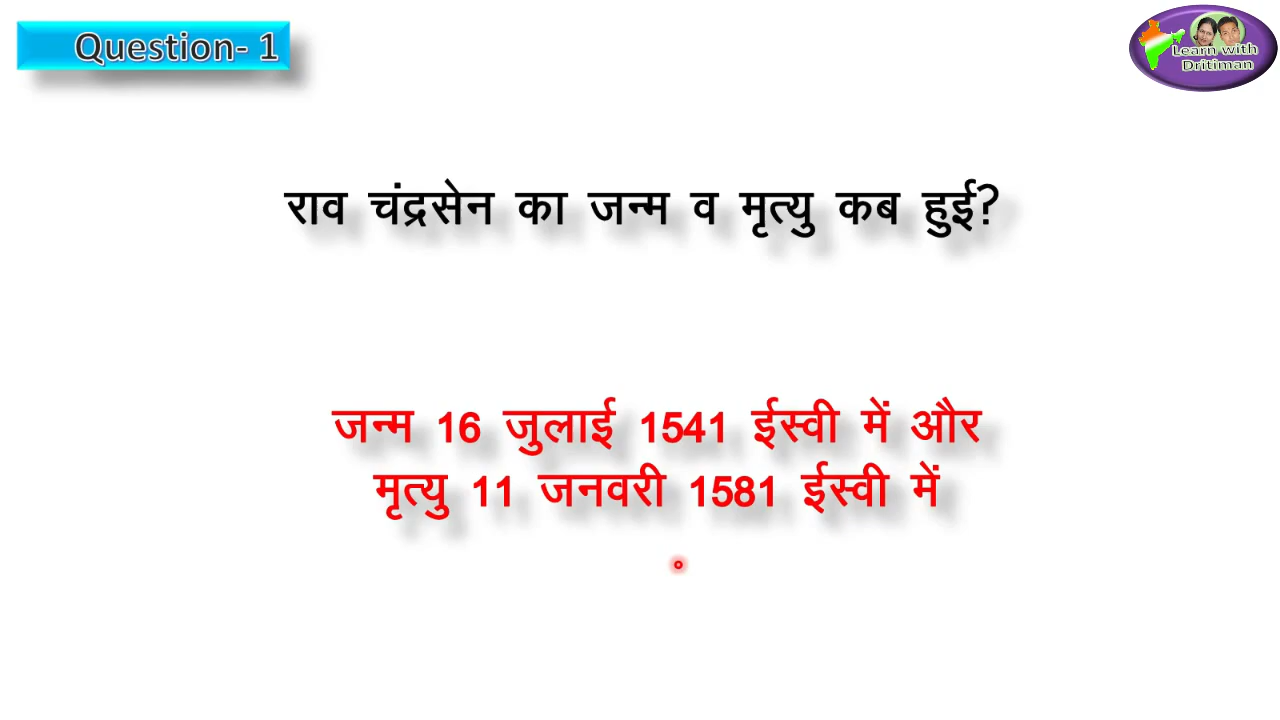 Question- 1
Learn with
Dritiman
राव चंद्रसेन का जन्म व मृत्यु कब हुई?
जन्म 16 जुलाई 1541 ईस्वी में और
मृत्यु 11 जनवरी 1581 ईस्वी में